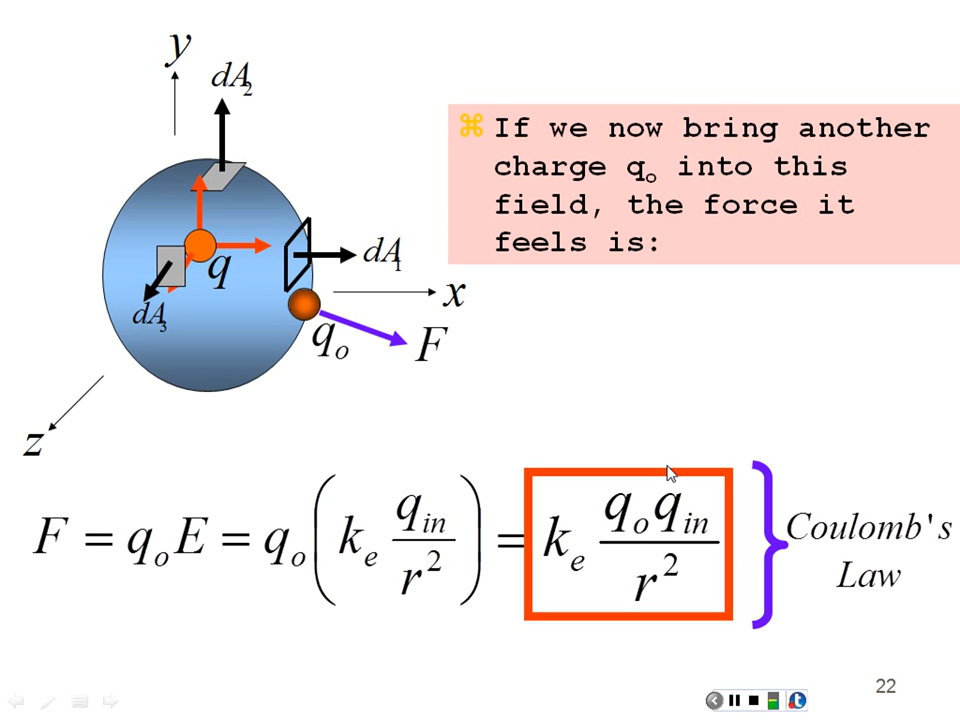 y
dA2
If we now bring another
charge qo into this
field, the force it
feels is:
q
dA1
dA3
x
qo
F
z
F = qoE = qo(ke qin/r²) = ke qoqin/r²
Coulomb's
Law
22